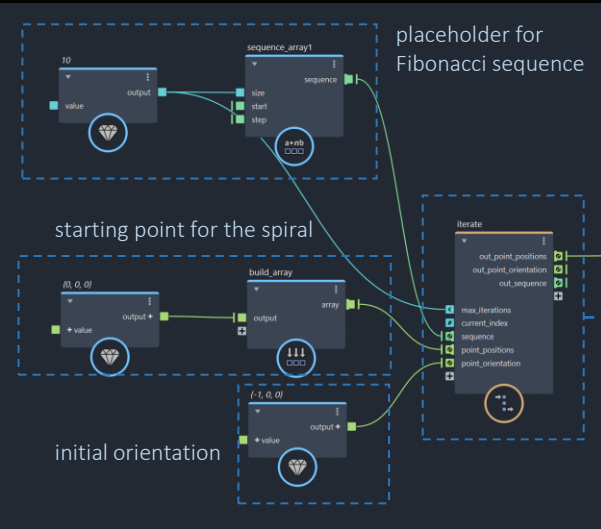 placeholder for
Fibonacci sequence
10
output
value
sequence_array1
sequence
size
start
step
a+nb
starting point for the spiral
(0, 0, 0)
output +
+ value
build_array
array
output
initial orientation
(-1, 0, 0)
output +
+ value
iterate
out_point_positions
out_point_orientation
out_sequence
max_iterations
current_index
sequence
point_positions
point_orientation